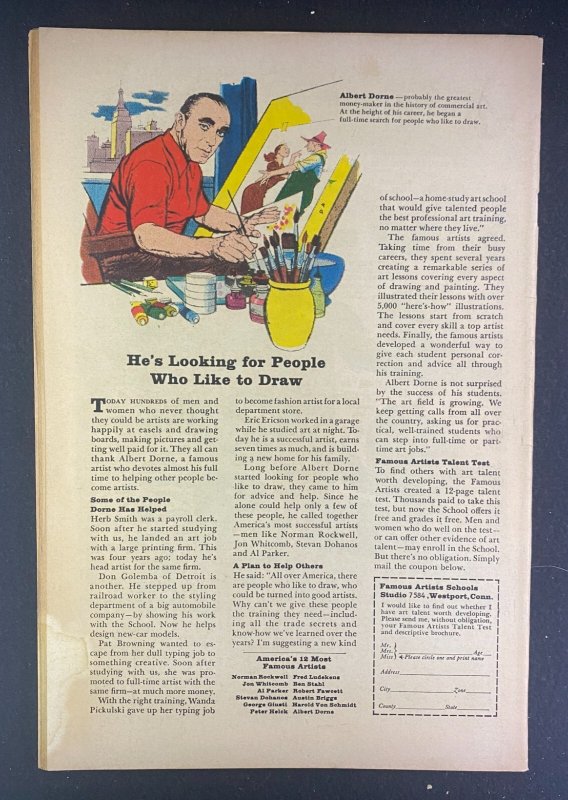 Albert Dorne—probably the greatest
money-maker in the history of commercial art.
At the height of his career, he began a
full-time search for people who like to draw.
He's Looking for People
Who Like to Draw
TODAY HUNDREDS of men and
women who never thought
they could be artists are working
happily at easels and drawing
boards, making pictures and get-
ting well paid for it. They all can
thank Albert Dorne, a famous
artist who devotes almost his full
time to helping other people be-
come artists.
Some of the People
Dorne Has Helped
Herb Smith was a payroll clerk.
Soon after he started studying
with us, he landed an art job
with a large printing firm. This
was four years ago; today he's
head artist for the same firm.
Don Golemba of Detroit is
another. He stepped up from
railroad worker to the styling
department of a big automobile
company—by showing his work
with the School. Now he helps
design new-car models.
Pat Browning wanted to es-
cape from her dull typing job to
something creative. Soon after
studying with us, she was pro-
moted to full-time artist with the
same firm—at much more money.
With the right training, Wanda
Pickulski gave up her typing job
to become fashion artist for a local
department store.
Eric Ericson worked in a garage
while he studied art at night. To-
day he is a successful artist, earns
seven times as much, and is build-
ing a new home for his family.
Long before Albert Dorne
started looking for people who
like to draw, they came to him
for advice and help. Since he
alone could help only a few of
these people, he called together
America's most successful artists
—men like Norman Rockwell,
Jon Whitcomb, Stevan Dohanos
and Al Parker.
A Plan to Help Others
He said: "All over America, there
are people who like to draw, who
could be turned into good artists.
Why can't we give these people
the training they need—includ-
ing all the trade secrets and
know-how we've learned over the
years? I'm suggesting a new kind
America's 12 Most
Famous Artists
Norman Rockwell Fred Ludekens
Jon Whitcomb Ben Stahl
Al Parker Robert Fawcett
Stevan Dohanos Austin Briggs
George Giusti Harold Von Schmidt
Peter Helck Albert Dorne
of school—a home-study art school
that would give talented people
the best professional art training,
no matter where they live."
The famous artists agreed.
Taking time from their busy
careers, they spent several years
creating a remarkable series of
art lessons covering every aspect
of drawing and painting. They
illustrated their lessons with over
5,000 "here's-how" illustrations.
The lessons start from scratch
and cover every skill a top artist
needs. Finally, the famous artists
developed a wonderful way to
give each student personal cor-
rection and advice all through
his training.
Albert Dorne is not surprised
by the success of his students.
"The art field is growing. We
keep getting calls from all over
the country, asking us for prac-
tical, well-trained students who
can step into full-time or part-
time art jobs."
Famous Artists Talent Test
To find others with art talent
worth developing, the Famous
Artists created a 12-page talent
test. Thousands paid to take this
test, but now the School offers it
free and grades it free. Men and
women who do well on the test—
or can offer other evidence of art
talent—may enroll in the School.
But there's no obligation. Simply
mail the coupon below.
Famous Artists Schools
Studio 7584, Westport, Conn.
I would like to find out whether I
have art talent worth developing.
Please send me, without obligation,
your Famous Artists Talent Test
and descriptive brochure.
Mr.
Mrs. Age
Miss Please circle one and print name
Address
City Zone
County State